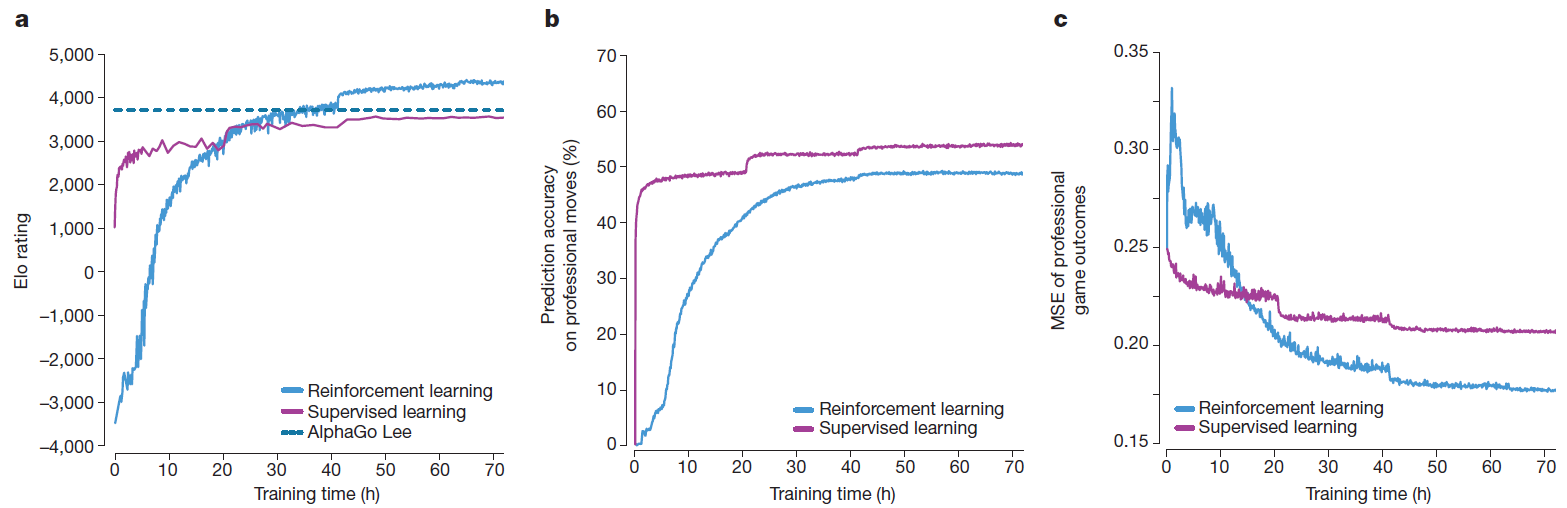 a
5,000
4,000
3,000
2,000
1,000
0
–1,000
–2,000
–3,000
–4,000
Elo rating
0 10 20 30 40 50 60 70
Training time (h)
Reinforcement learning
Supervised learning
AlphaGo Lee
b
70
60
50
40
30
20
10
0
Prediction accuracy
on professional moves (%)
0 10 20 30 40 50 60 70
Training time (h)
Reinforcement learning
Supervised learning
c
0.35
0.30
0.25
0.20
0.15
MSE of professional
game outcomes
0 10 20 30 40 50 60 70
Training time (h)
Reinforcement learning
Supervised learning